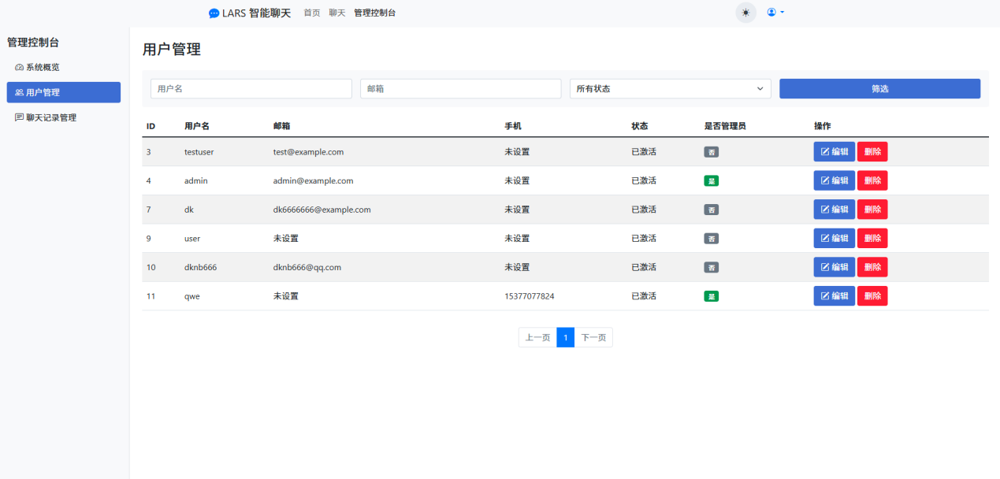 LARS 智能聊天 首页 聊天 管理控制台
管理控制台
系统概览
用户管理
聊天记录管理
用户管理
用户名 邮箱 所有状态 筛选
ID 用户名 邮箱 手机 状态 是否管理员 操作
3 testuser test@example.com 未设置 已激活 否 编辑 删除
4 admin admin@example.com 未设置 已激活 是 编辑 删除
7 dk dk6666666@example.com 未设置 已激活 否 编辑 删除
9 user 未设置 未设置 已激活 否 编辑 删除
10 dknb666 dknb666@qq.com 未设置 已激活 否 编辑 删除
11 qwe 未设置 15377077824 已激活 是 编辑 删除
上一页 1 下一页